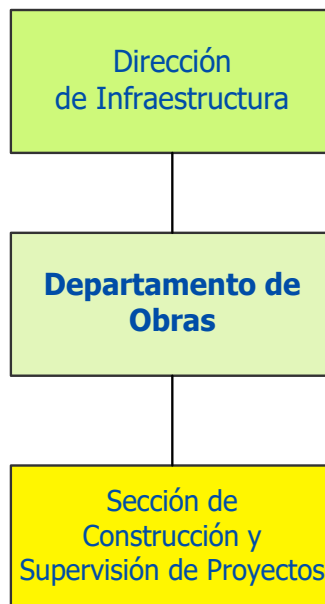 Dirección
de Infraestructura
Departamento de
Obras
Sección de
Construcción y
Supervisión de Proyectos